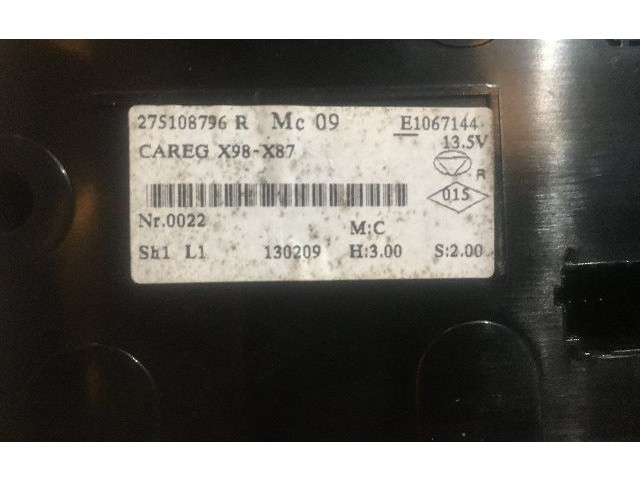 275108796 R Mc 09 E1067144
13.5V
CAREG X98-X87
R
015
Nr.0022
M:C
Sh1 L1 130209 H:3.00 S:2.00